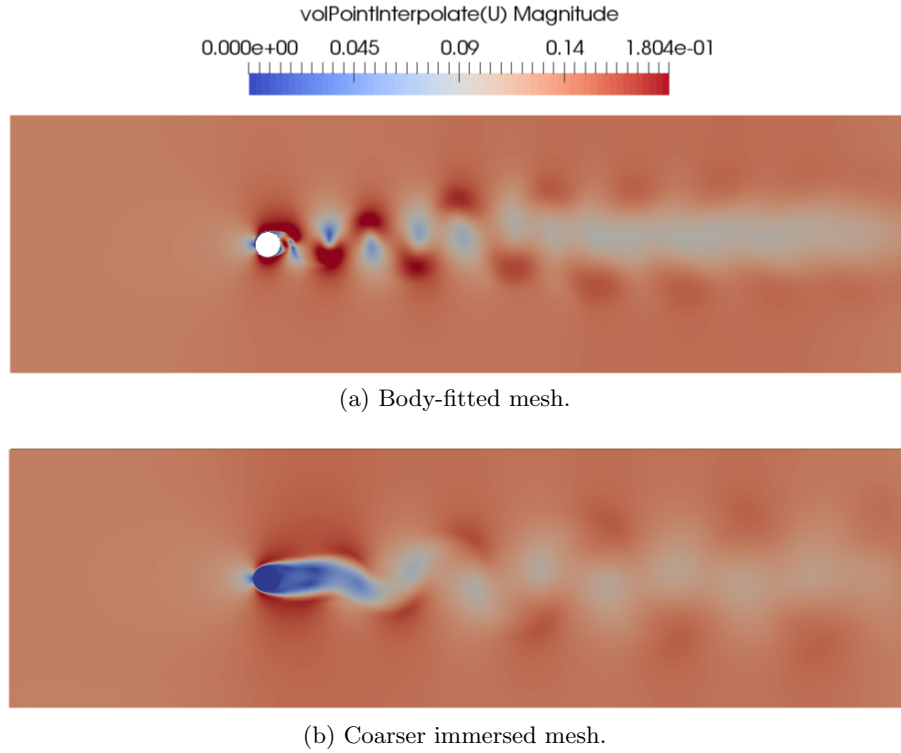 volPointInterpolate(U) Magnitude
0.000e+00 0.045 0.09 0.14 1.804e-01
(a) Body-fitted mesh.
(b) Coarser immersed mesh.